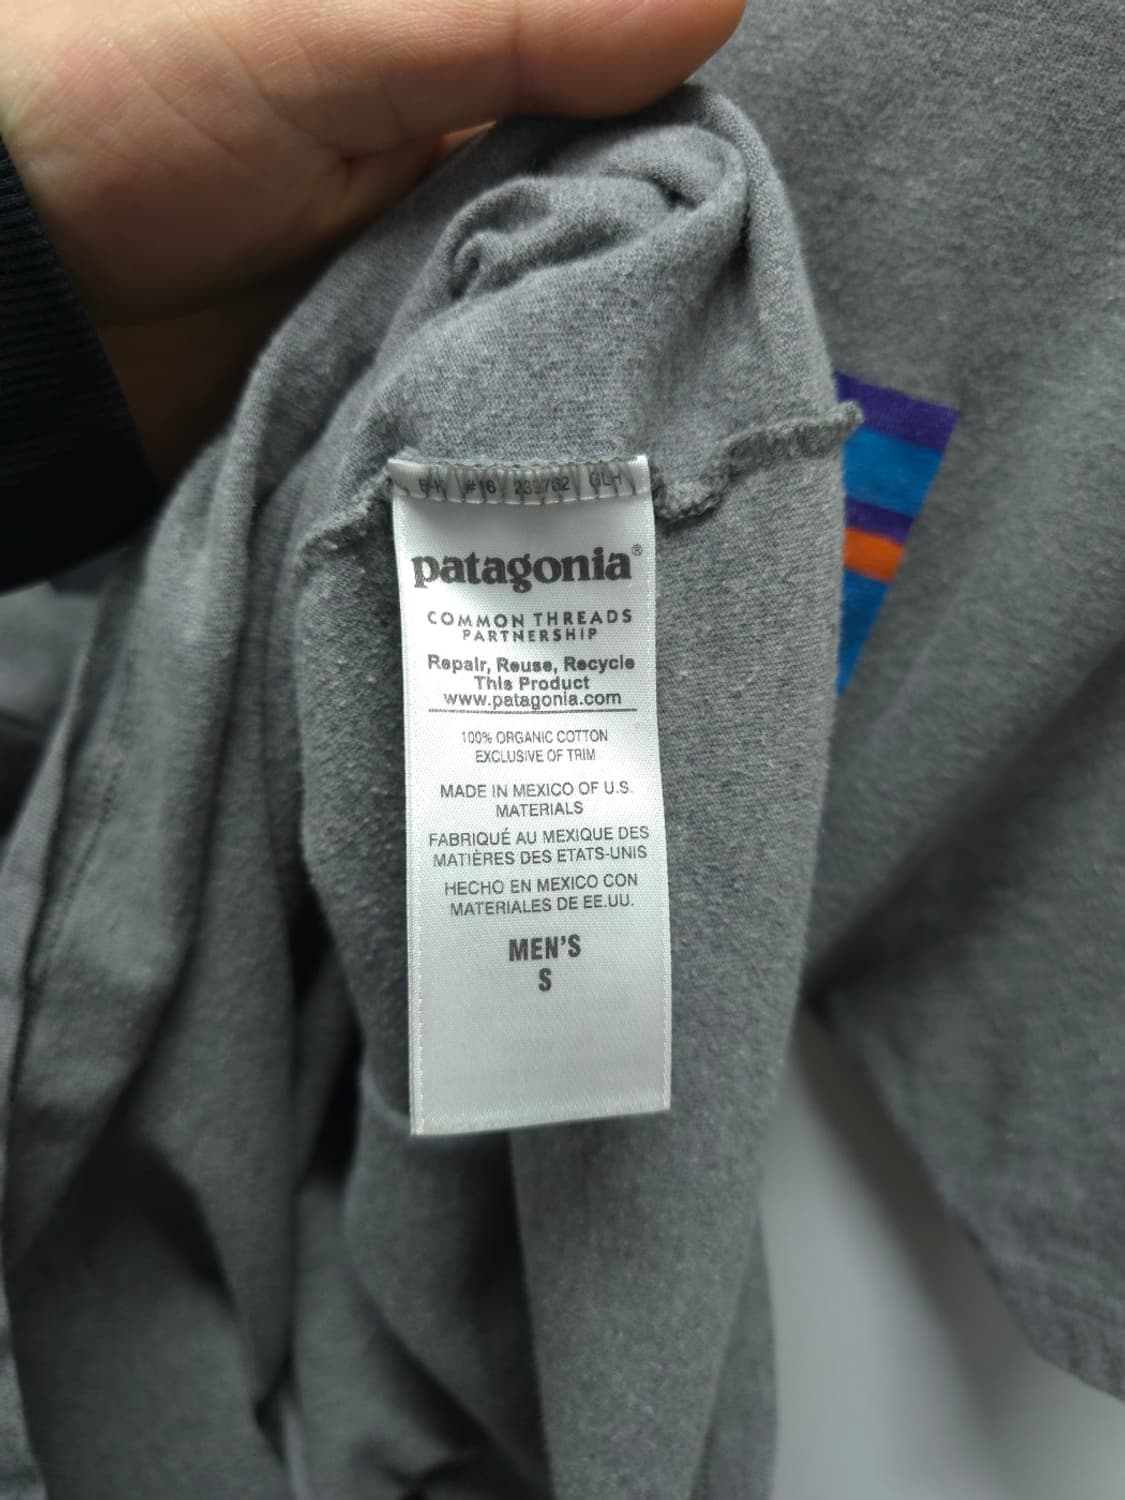 #16
patagonia®
COMMON THREADS
PARTNERSHIP
Repair, Reuse, Recycle
This Product
www.patagonia.com
100% ORGANIC COTTON
EXCLUSIVE OF TRIM
MADE IN MEXICO OF U.S.
MATERIALS
FABRIQUÉ AU MEXIQUE DES
MATIÈRES DES ETATS-UNIS
HECHO EN MEXICO CON
MATERIALES DE EE.UU.
MEN'S
S